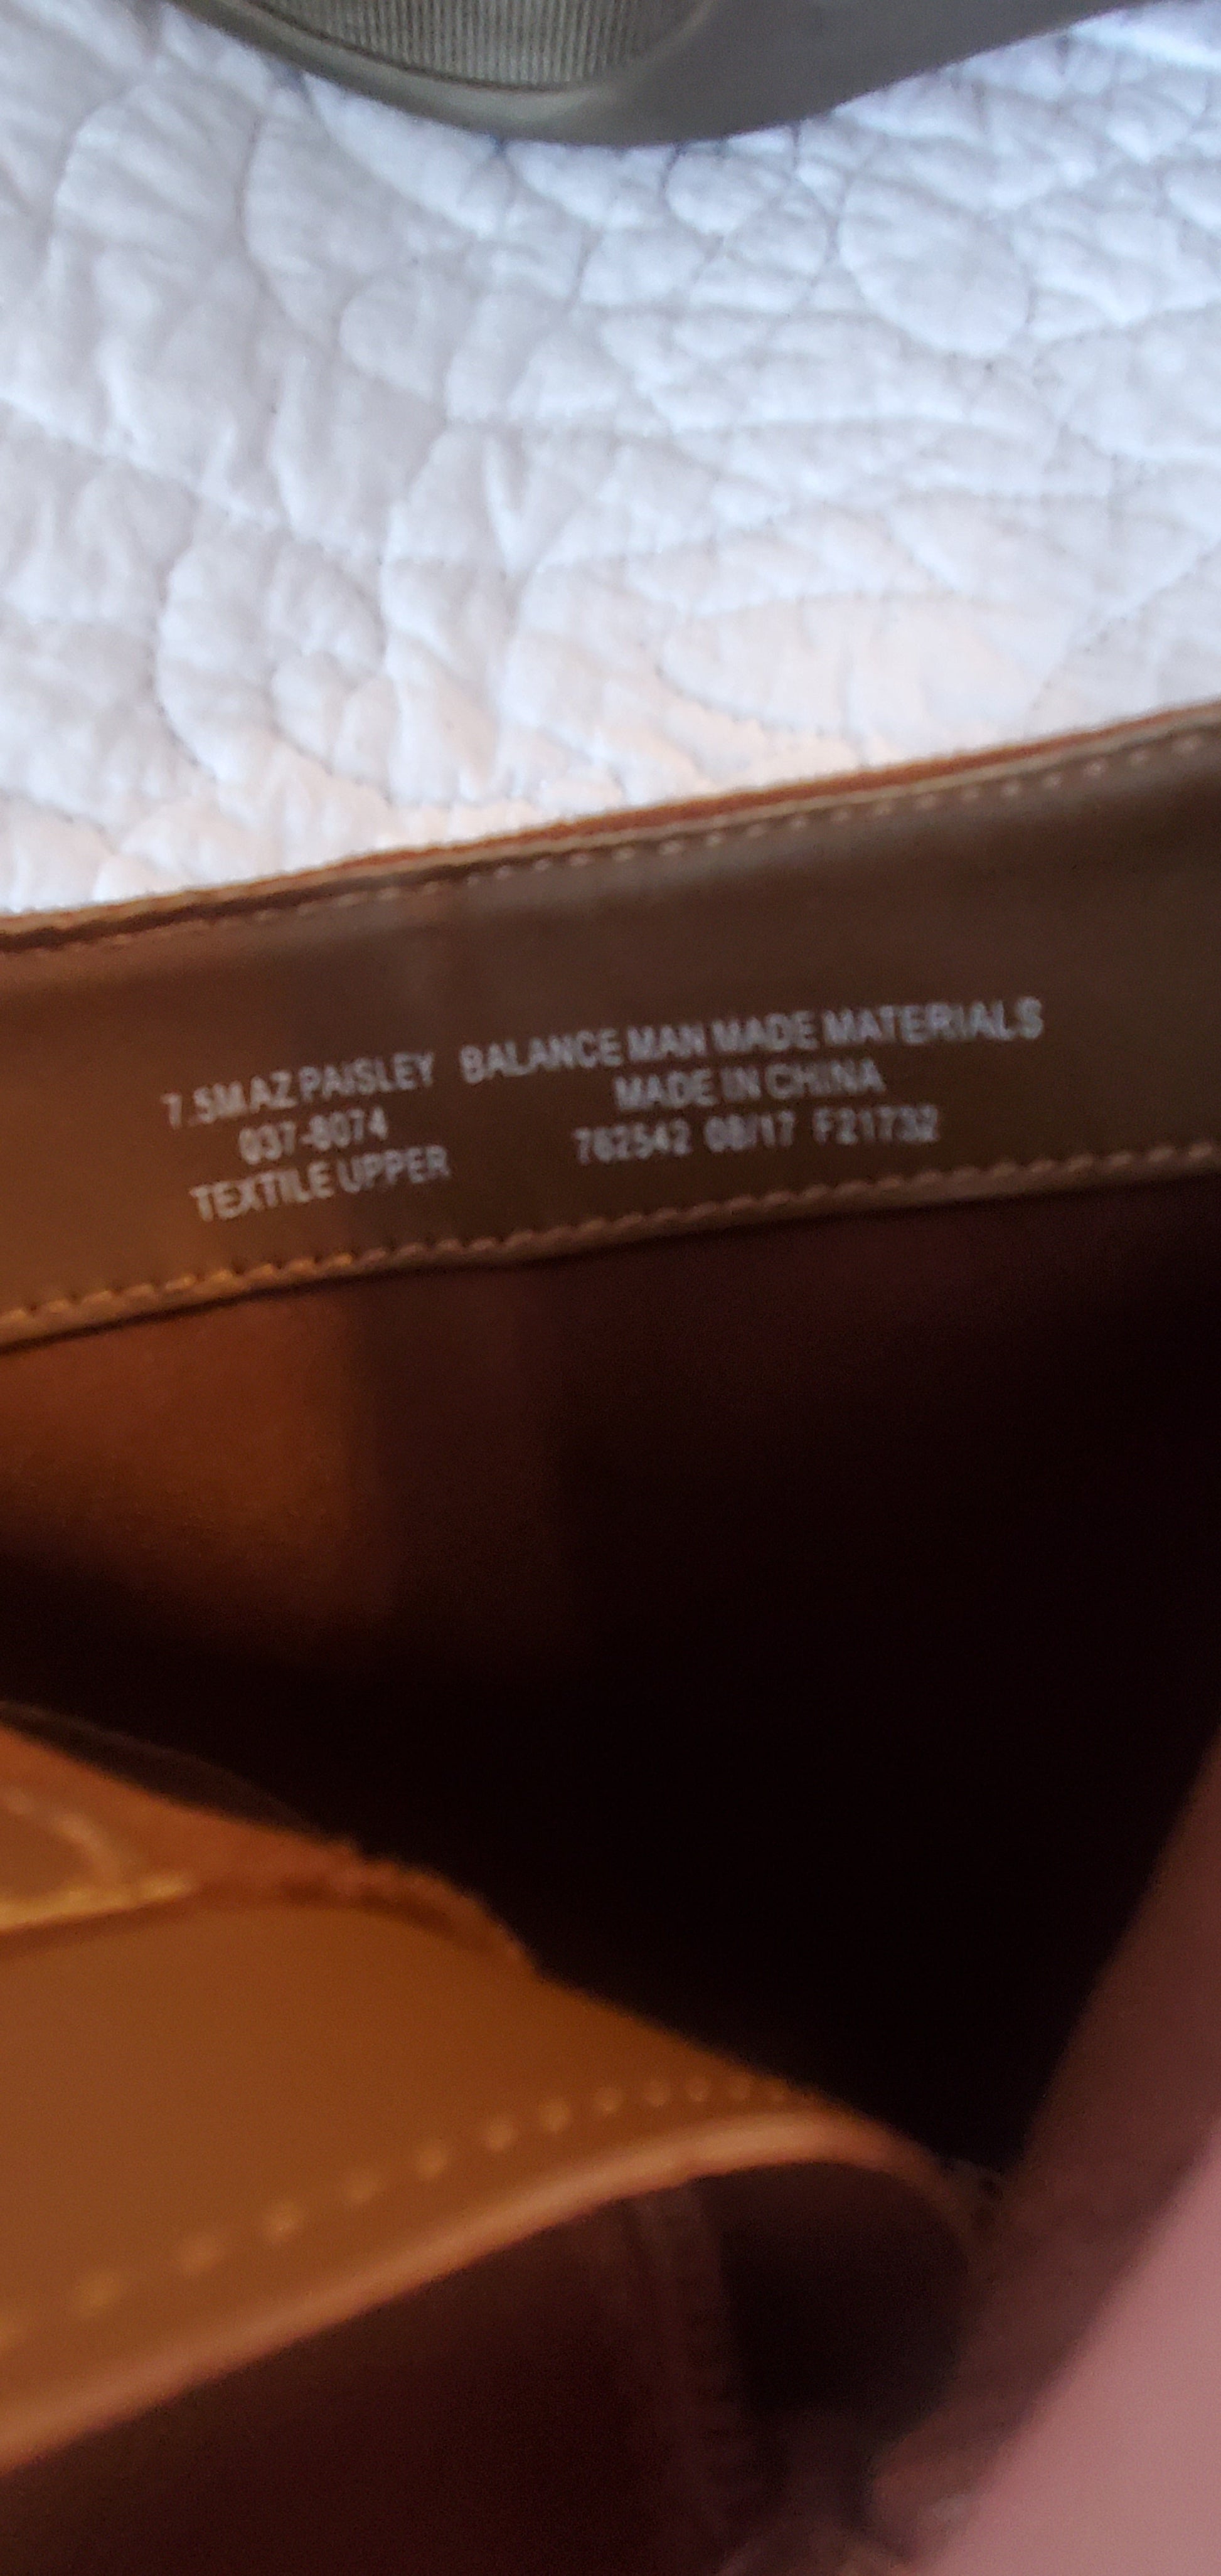 7.5M AZ PAISLEY BALANCE MAN MADE MATERIALS
037-8074 MADE IN CHINA
TEXTILE UPPER 762542 08/17 F21732